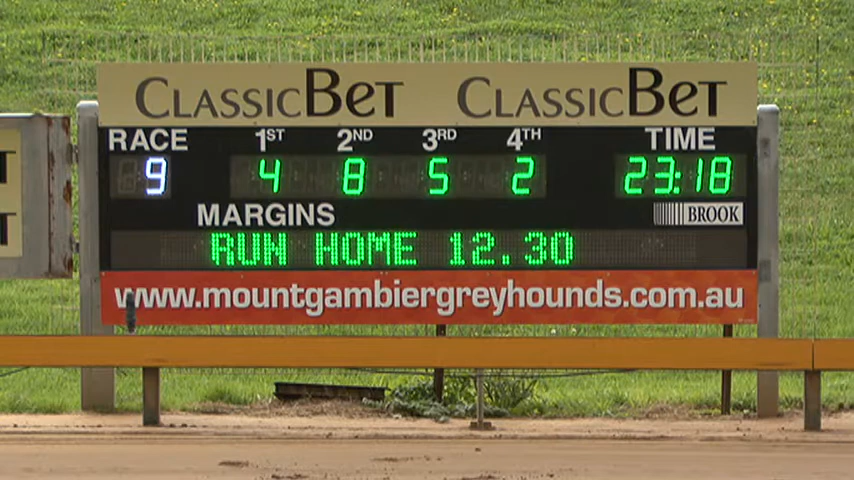 CLASSICBET CLASSICBET
RACE 1ST 2ND 3RD 4TH TIME
9 4 8 5 2 23:18
MARGINS
BROOK
RUN HOME 12.30
www.mountgambiergreyhounds.com.au